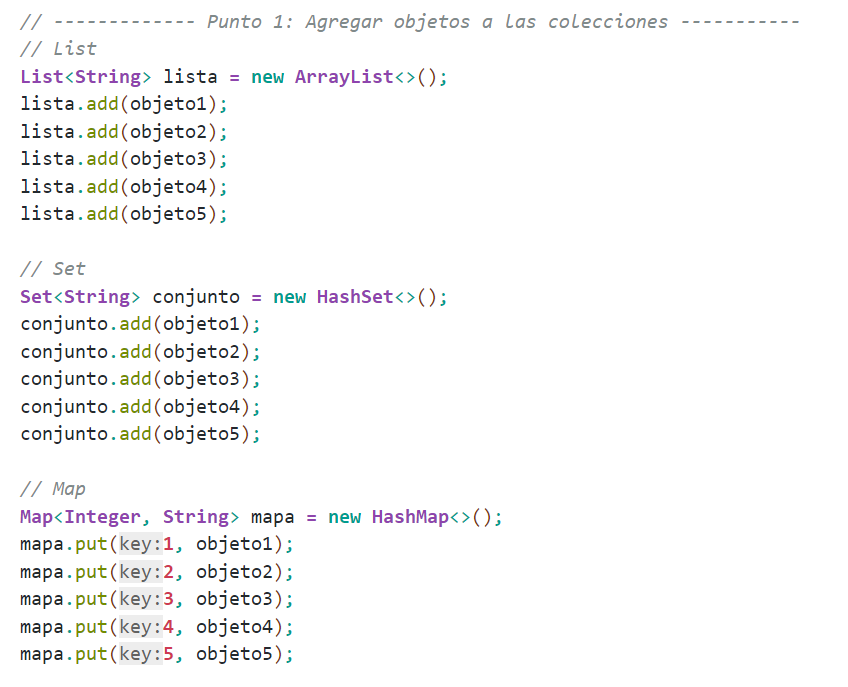 // ------------- Punto 1: Agregar objetos a las colecciones -----------
// List
List<String> lista = new ArrayList<>();
lista.add(objeto1);
lista.add(objeto2);
lista.add(objeto3);
lista.add(objeto4);
lista.add(objeto5);
// Set
Set<String> conjunto = new HashSet<>();
conjunto.add(objeto1);
conjunto.add(objeto2);
conjunto.add(objeto3);
conjunto.add(objeto4);
conjunto.add(objeto5);
// Map
Map<Integer, String> mapa = new HashMap<>();
mapa.put(key:1, objeto1);
mapa.put(key:2, objeto2);
mapa.put(key:3, objeto3);
mapa.put(key:4, objeto4);
mapa.put(key:5, objeto5);